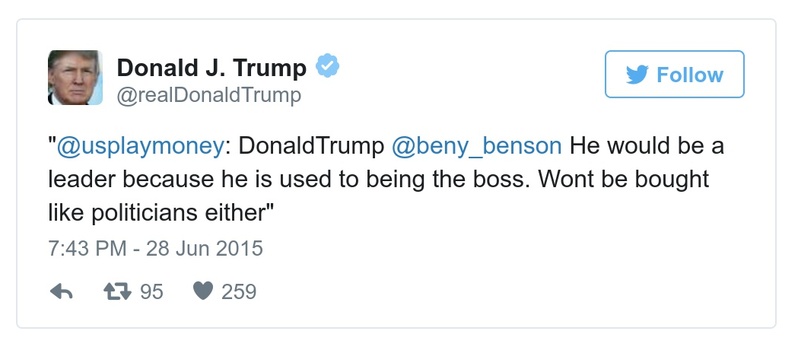 Donald J. Trump
@realDonaldTrump
Follow
"@usplaymoney: DonaldTrump @beny_benson He would be a
leader because he is used to being the boss. Wont be bought
like politicians either"
7:43 PM - 28 Jun 2015
95 259